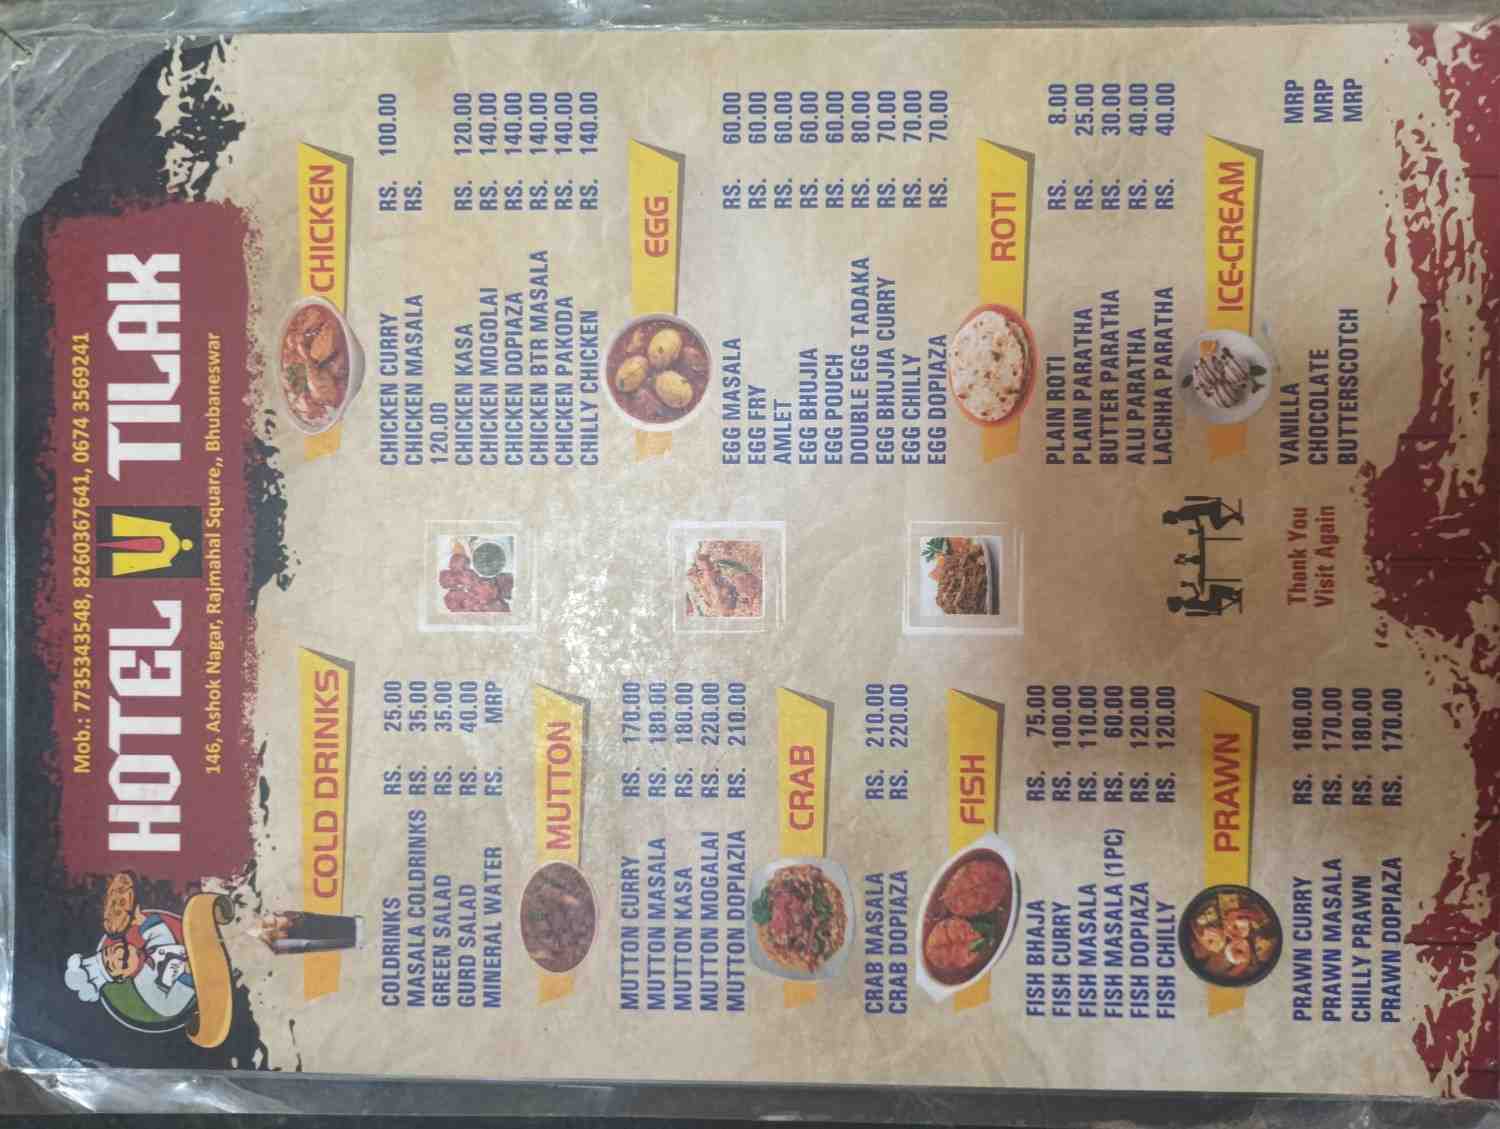 Mob.: 7735343548, 8260367641, 0674 3569241
HOTEL TILAK
146, Ashok Nagar, Rajmahal Square,, Bhubaneswar
COLD DRINKS
COLDRINKS RS. 25.00
MASALA COLDRINKS RS. 35.00
GREEN SALAD RS. 35.00
GURD SALAD RS. 40.00
MINERAL WATER RS. MRP
MUTTON
MUTTON CURRY RS. 170.00
MUTTON MASALA RS. 180.00
MUTTON KASA RS. 180.00
MUTTON MOGALAI RS. 220.00
MUTTON DOPIAZIA RS. 210.00
CRAB
CRAB MASALA RS. 210.00
CRAB DOPIAZA RS. 220.00
FISH
FISH BHAJA RS. 75.00
FISH CURRY RS. 100.00
FISH MASALA RS. 110.00
FISH MASALA (1PC) RS. 60.00
FISH DOPIAZA RS. 120.00
FISH CHILLY RS. 120.00
PRAWN
PRAWN CURRY RS. 160.00
PRAWN MASALA RS. 170.00
CHILLY PRAWN RS. 180.00
PRAWN DOPIAZA RS. 170.00
CHICKEN
CHICKEN CURRY RS. 100.00
CHICKEN MASALA RS.
120.00
CHICKEN KASA RS. 120.00
CHICKEN MOGOLAI RS. 140.00
CHICKEN DOPIAZA RS. 140.00
CHICKEN BTR MASALA RS. 140.00
CHICKEN PAKODA RS. 140.00
CHILLY CHICKEN RS. 140.00
EGG
EGG MASALA RS. 60.00
EGG FRY RS. 60.00
AMLET RS. 60.00
EGG BHUJIA RS. 60.00
EGG POUCH RS. 60.00
DOUBLE EGG TADAKA RS. 80.00
EGG BHUJIA CURRY RS. 70.00
EGG CHILLY RS. 70.00
EGG DOPIAZA RS. 70.00
ROTI
PLAIN ROTI RS. 8.00
PLAIN PARATHA RS. 25.00
BUTTER PARATHA RS. 30.00
ALU PARATHA RS. 40.00
LACHHA PARATHA RS. 40.00
ICE-CREAM
VANILLA MRP
CHOCOLATE MRP
BUTTERSCOTCH MRP
Thank You
Visit Again